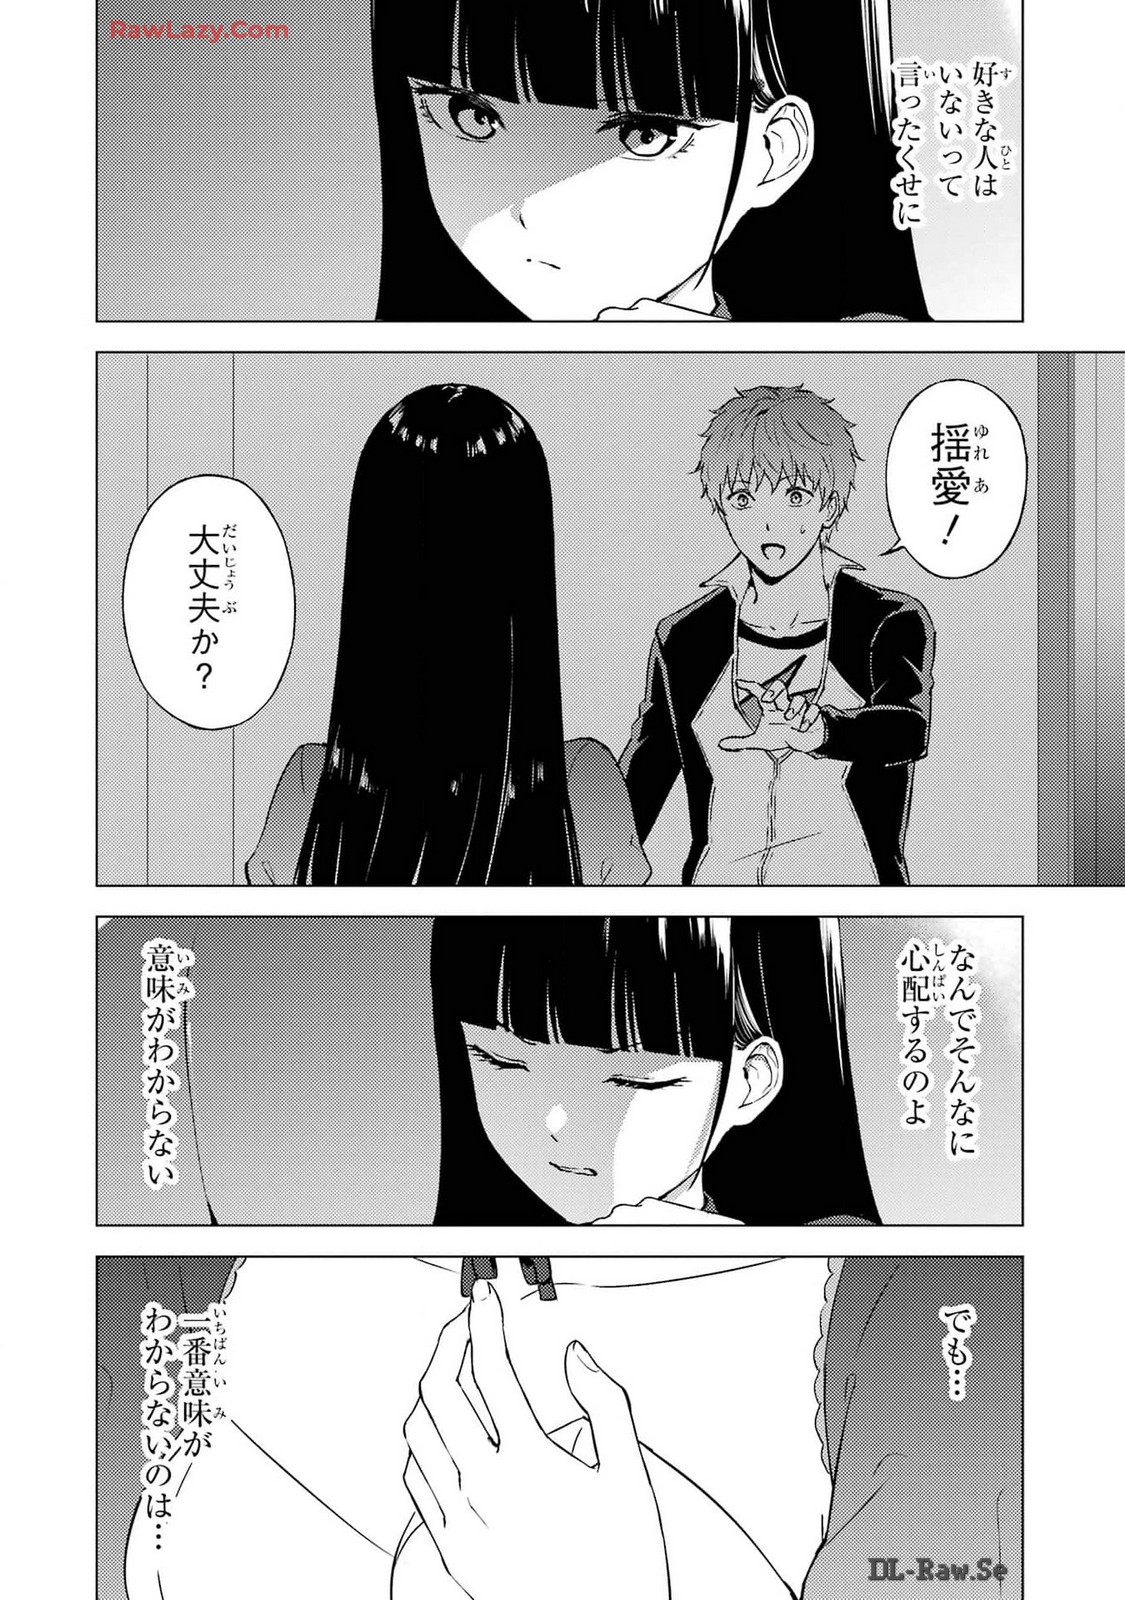 RawLazy.Com
好きな人は
いないって
言ったくせに
揺愛！
大丈夫か？
なんでそんなに
心配するのよ
意味がわからない
でも…
一番意味が
わからないのは…
DL-Raw.Se